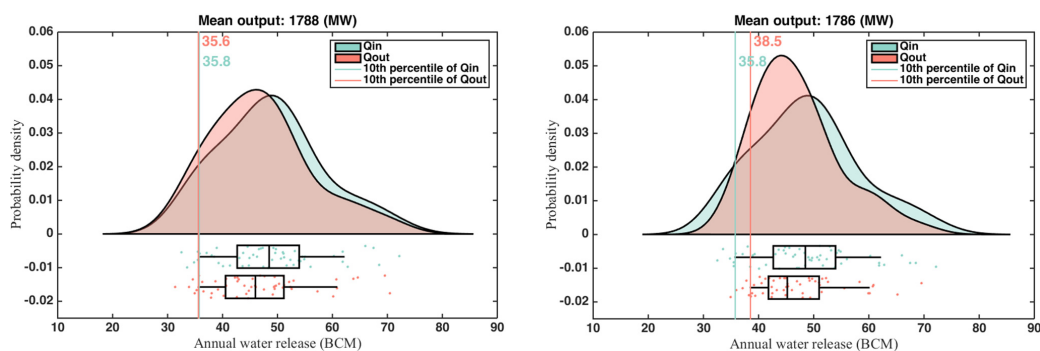 Mean output: 1788 (MW)
0.06
0.05
0.04
0.03
0.02
0.01
0
-0.01
-0.02
Probability density
35.6
35.8
Qin
Qout
10th percentile of Qin
10th percentile of Qout
10 20 30 40 50 60 70 80 90
Annual water release (BCM)
Mean output: 1786 (MW)
0.06
0.05
0.04
0.03
0.02
0.01
0
-0.01
-0.02
Probability density
38.5
35.8
Qin
Qout
10th percentile of Qin
10th percentile of Qout
10 20 30 40 50 60 70 80 90
Annual water release (BCM)